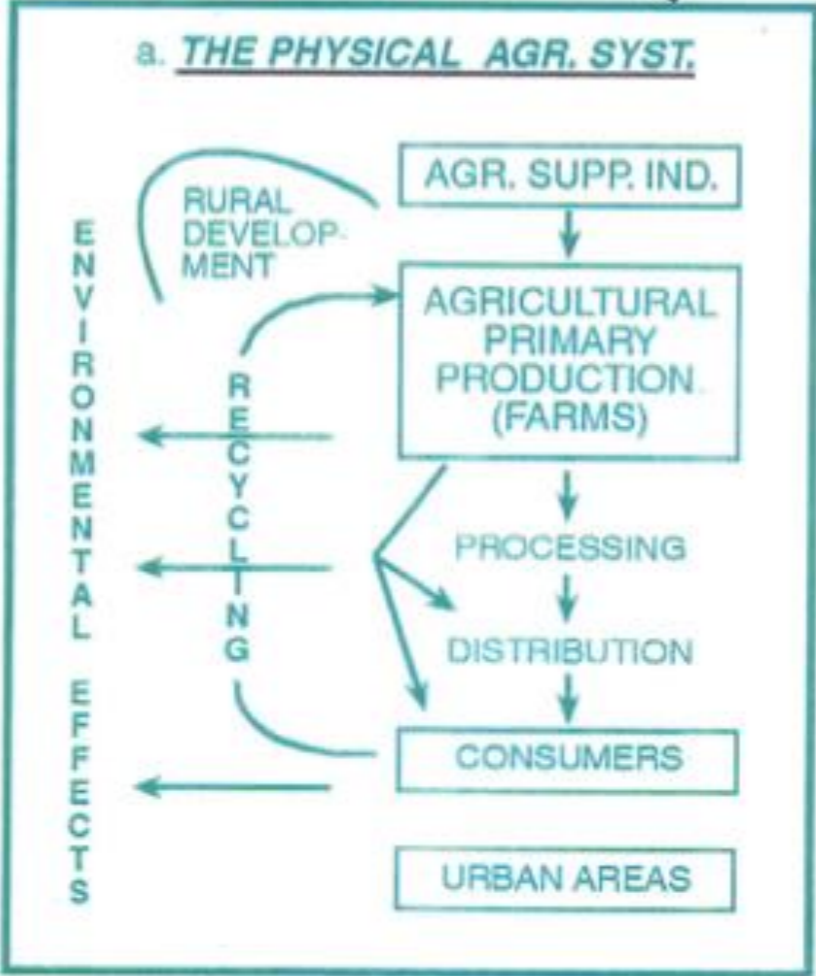 a. THE PHYSICAL AGR. SYST.
AGR. SUPP. IND.
RURAL
DEVELOP-
MENT
AGRICULTURAL
PRIMARY
PRODUCTION
(FARMS)
RECYCLING
ENVIRONMENTAL EFFECTS
PROCESSING
DISTRIBUTION
CONSUMERS
URBAN AREAS